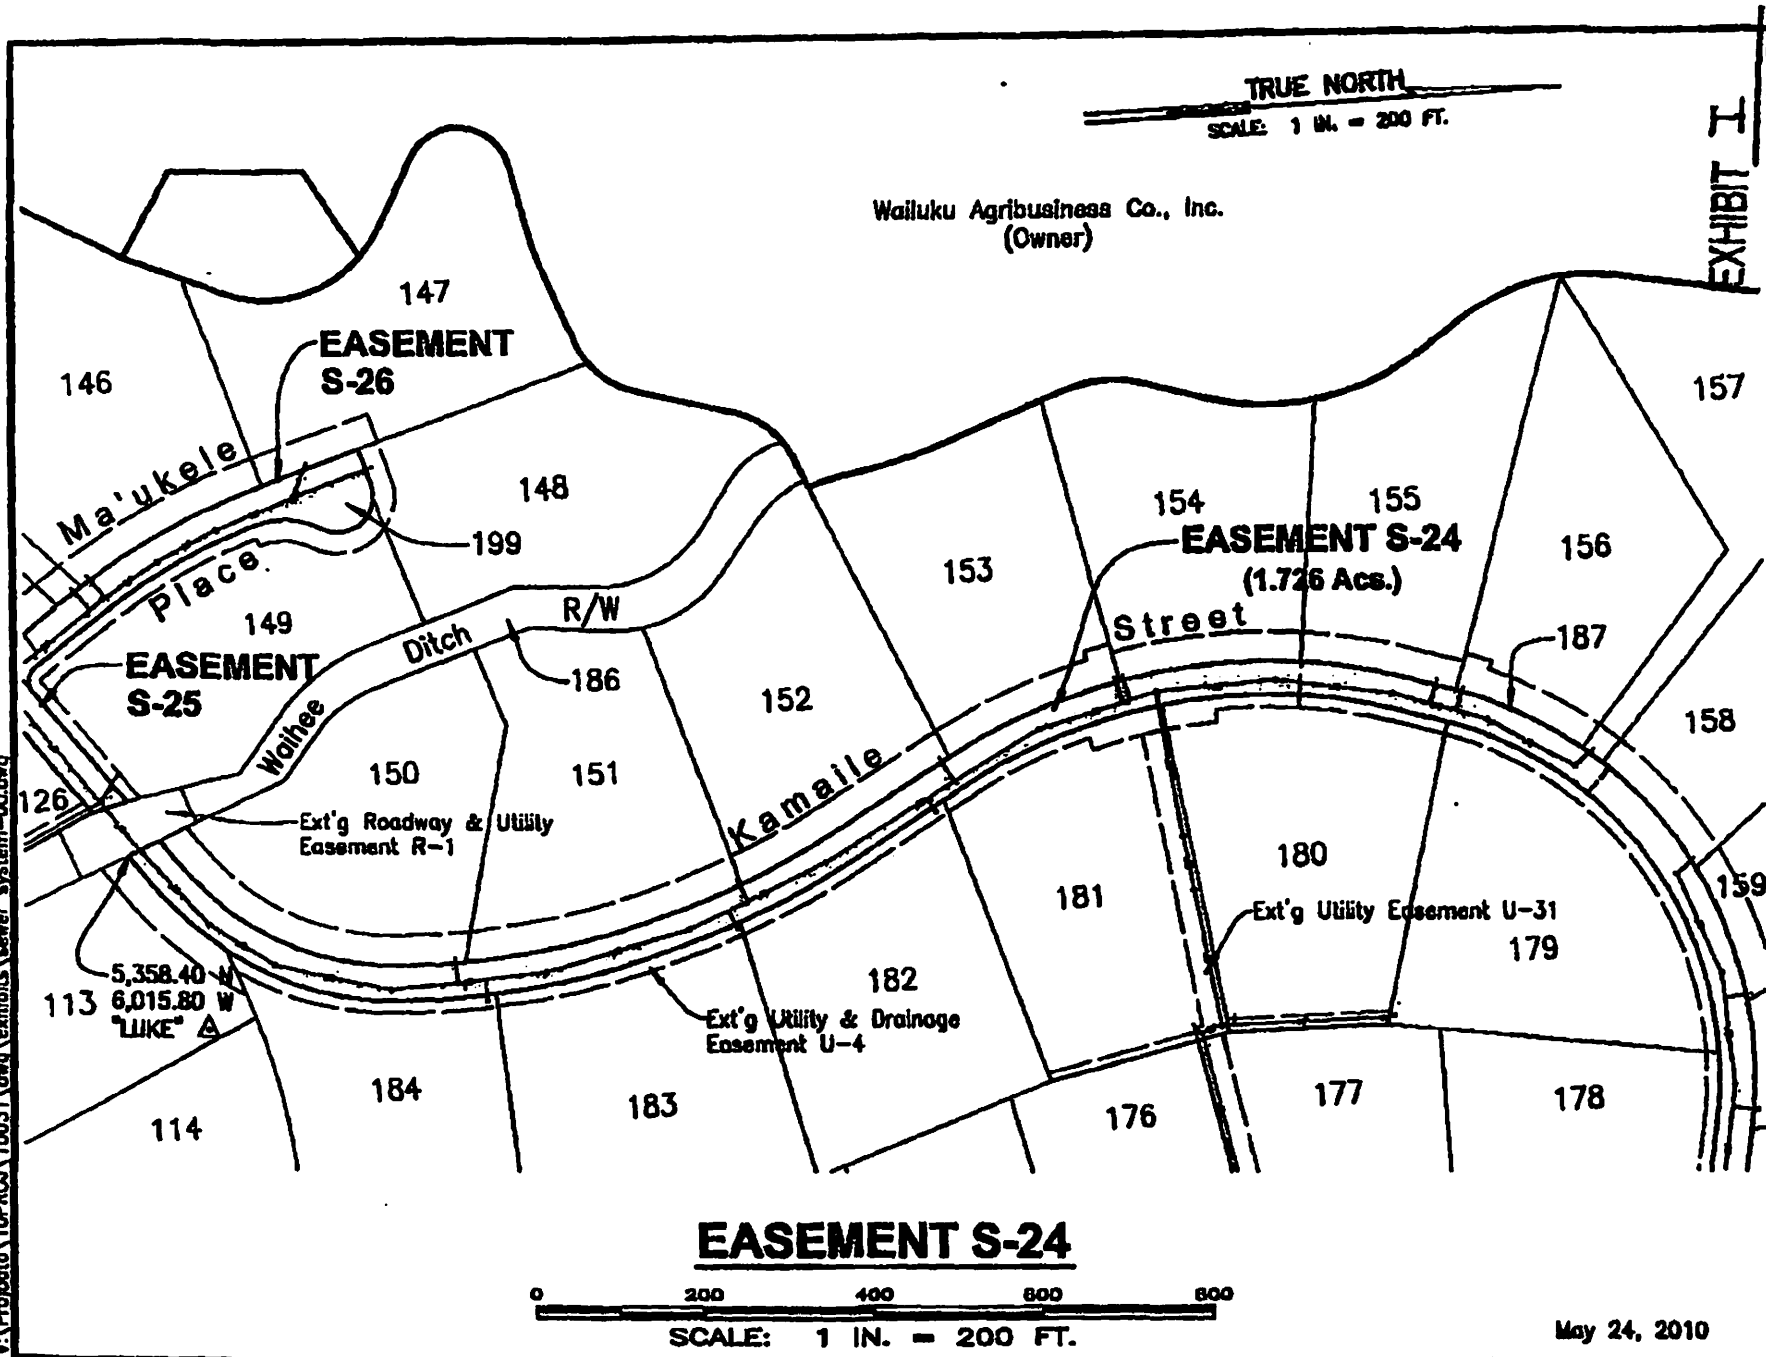 TRUE NORTH
SCALE: 1 IN. = 200 FT.
EXHIBIT I
Wailuku Agribusiness Co., Inc.
(Owner)
147
EASEMENT
S-26
146
157
Ma'ukele
148
199
154
155
EASEMENT S-24
(1.726 Acs.)
153
156
Place
149
R/W
Street
187
Ditch
EASEMENT
S-25
186
152
158
Waihee
150
151
126
Kamaile
Ext'g Roadway & Utility
Easement R-1
180
159
181
Ext'g Utility Easement U-31
179
5,358.40 N
6,015.80 W
"LUKE"
113
182
Ext'g Utility & Drainage
Easement U-4
184
183
114
176
177
178
EASEMENT S-24
0 200 400 600 800
SCALE: 1 IN. = 200 FT.
May 24, 2010